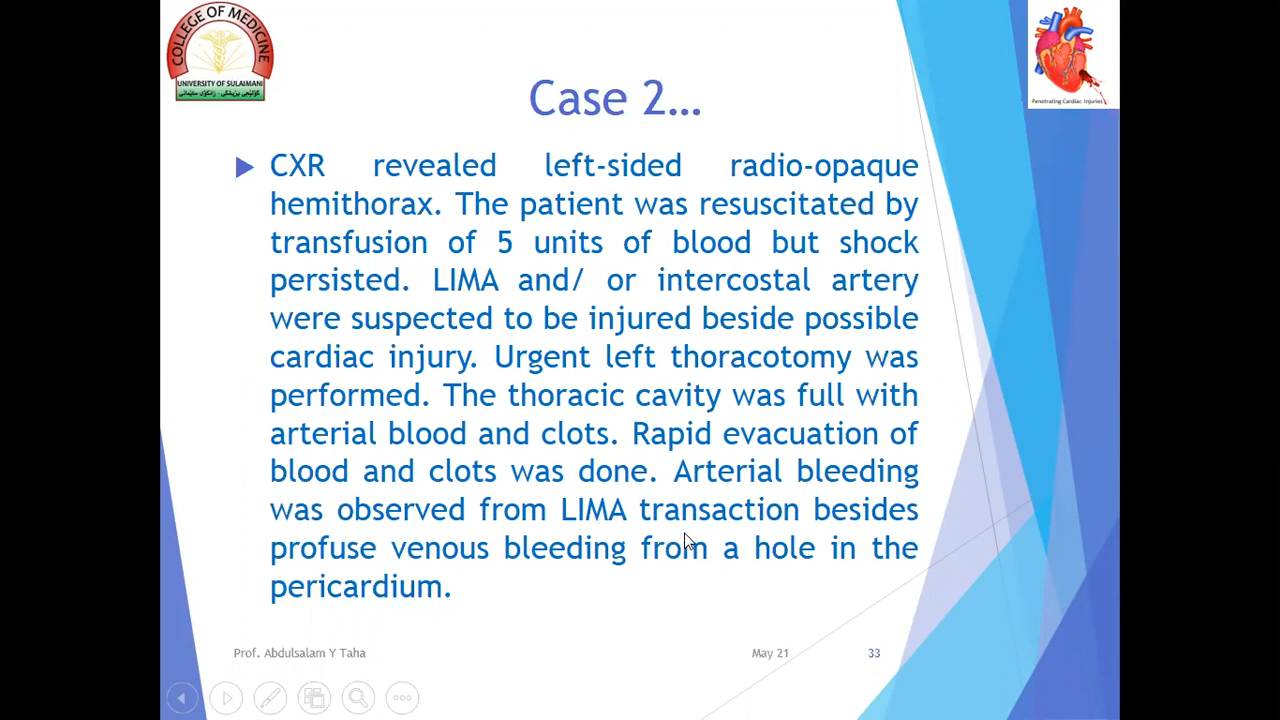 COLLEGE OF MEDICINE
UNIVERSITY OF SULAIMANI
كۆلێجی پزیشكی - زانكۆی سلێمانی
Penetrating Cardiac Injuries
Case 2…
CXR revealed left-sided radio-opaque
hemithorax. The patient was resuscitated by
transfusion of 5 units of blood but shock
persisted. LIMA and/ or intercostal artery
were suspected to be injured beside possible
cardiac injury. Urgent left thoracotomy was
performed. The thoracic cavity was full with
arterial blood and clots. Rapid evacuation of
blood and clots was done. Arterial bleeding
was observed from LIMA transaction besides
profuse venous bleeding from a hole in the
pericardium.
Prof. Abdulsalam Y Taha
May 21
33